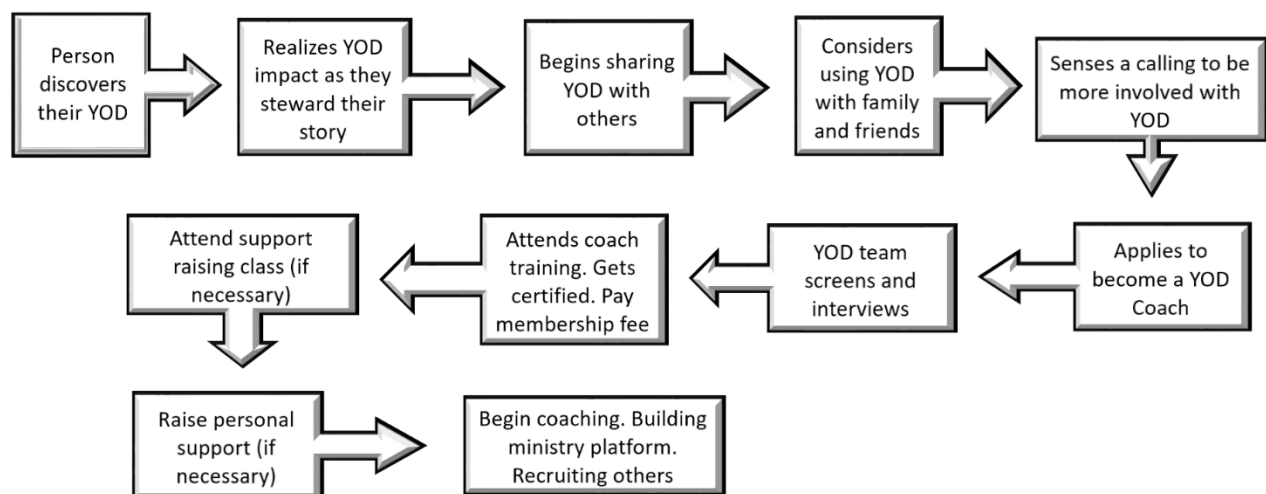 Person
discovers
their YOD
Realizes YOD
impact as they
steward their
story
Begins sharing
YOD with
others
Considers
using YOD
with family
and friends
Senses a calling to be
more involved with
YOD
Applies to
become a YOD
Coach
YOD team
screens and
interviews
Attends coach
training. Gets
certified. Pay
membership fee
Attend support
raising class (if
necessary)
Raise personal
support (if
necessary)
Begin coaching. Building
ministry platform.
Recruiting others